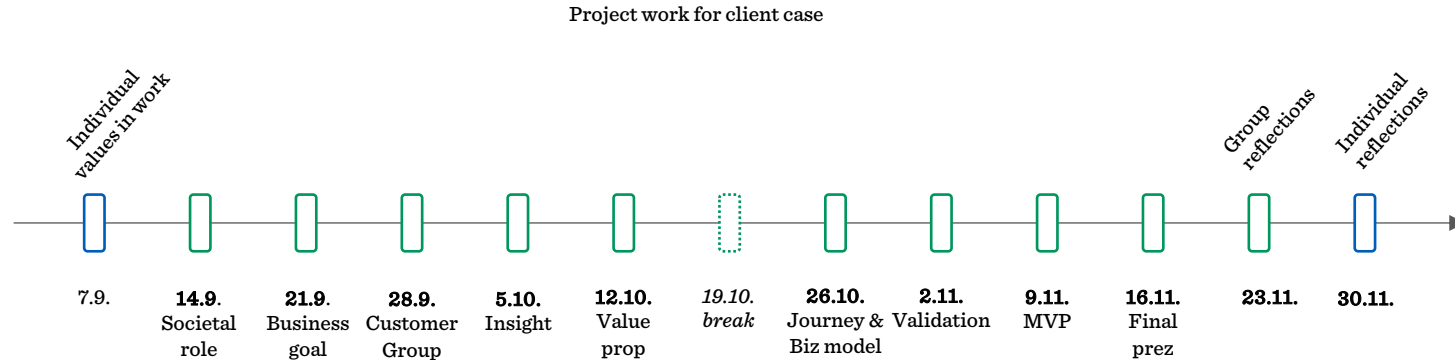 Project work for client case
Individual
values in work
Group
reflections
Individual
reflections
7.9.
14.9.
Societal
role
21.9.
Business
goal
28.9.
Customer
Group
5.10.
Insight
12.10.
Value
prop
19.10.
break
26.10.
Journey &
Biz model
2.11.
Validation
9.11.
MVP
16.11.
Final
prez
23.11.
30.11.